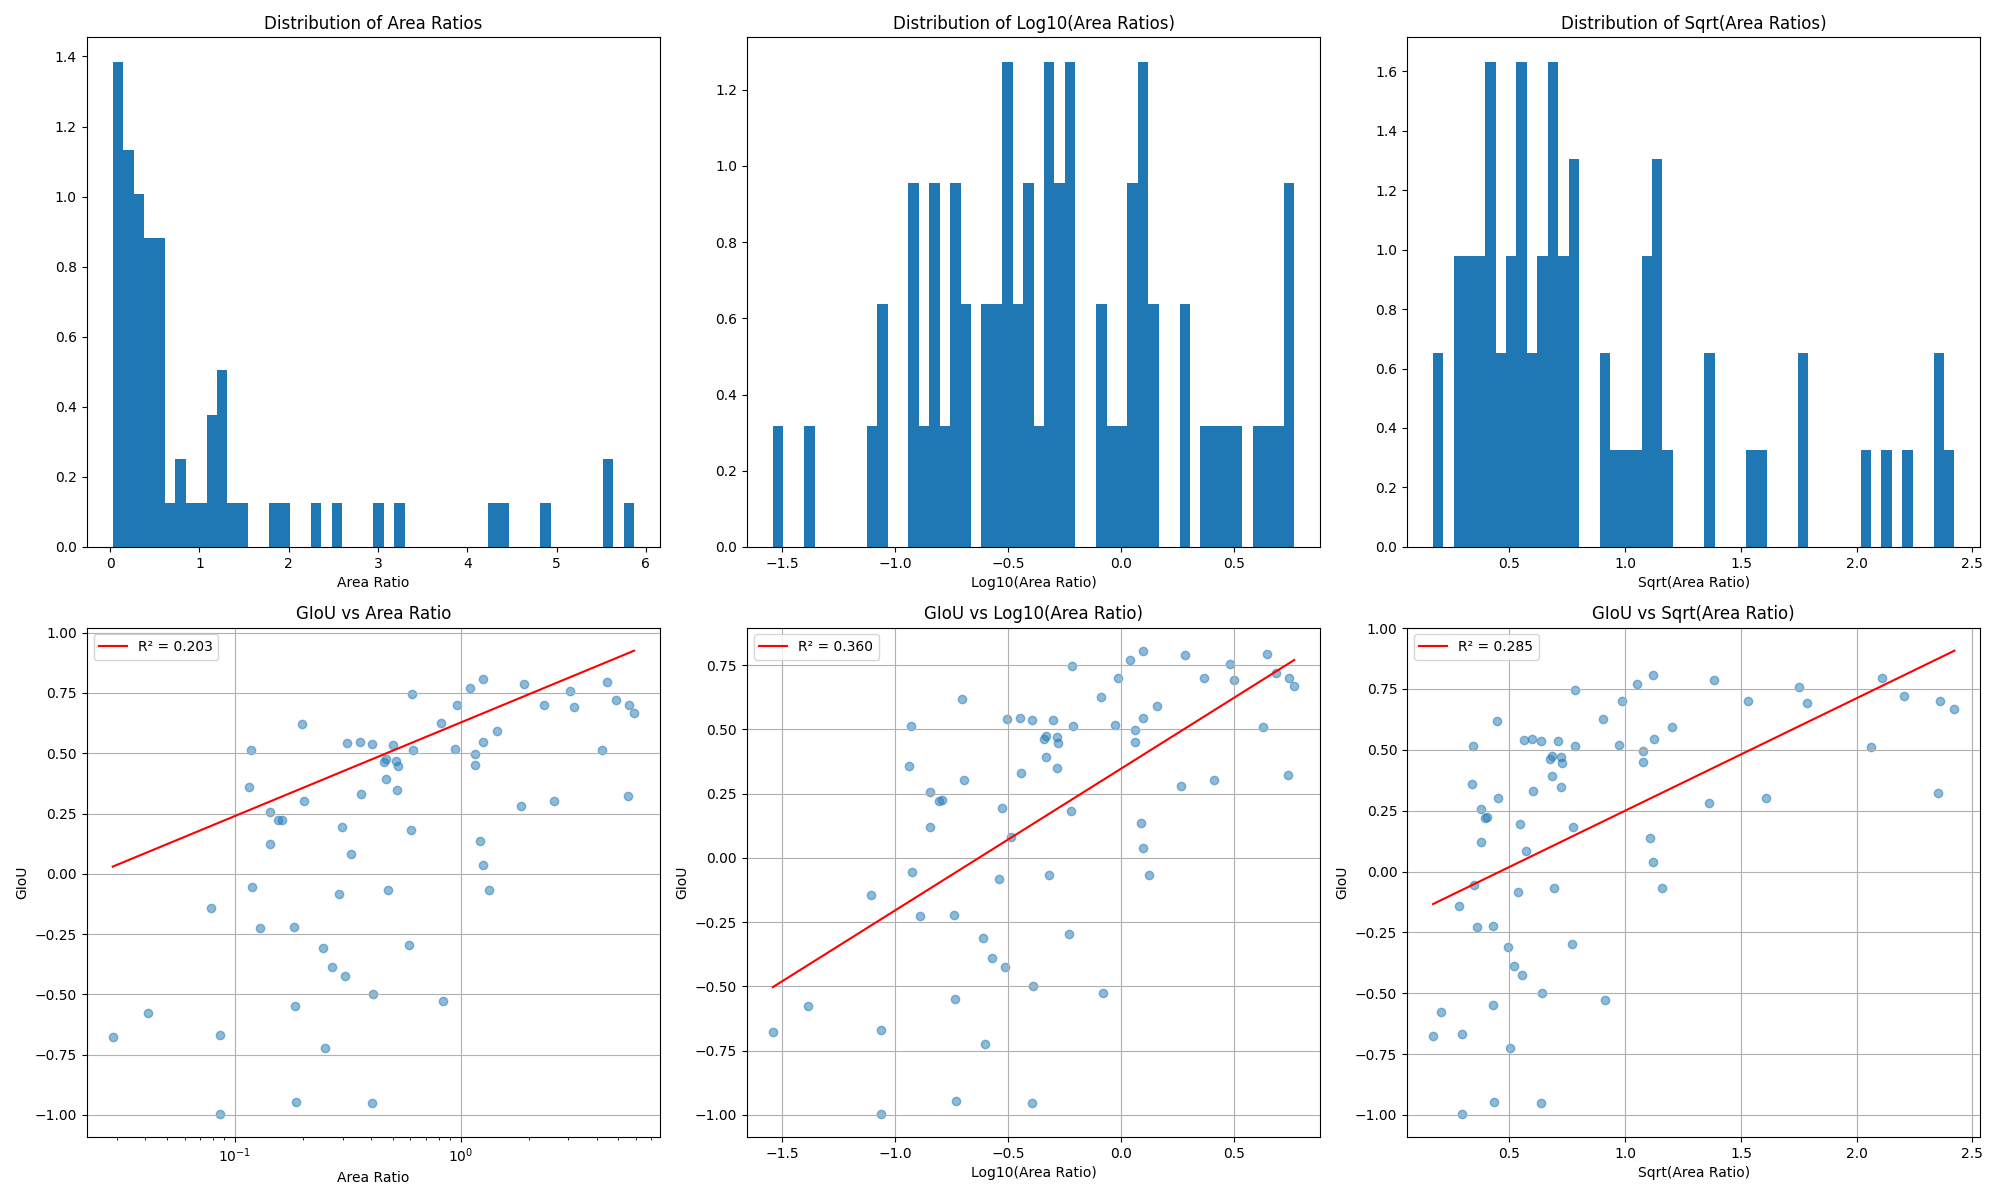 Distribution of Area Ratios
1.4
1.2
1.0
0.8
0.6
0.4
0.2
0.0
0 1 2 3 4 5 6
Area Ratio
Distribution of Log10(Area Ratios)
1.2
1.0
0.8
0.6
0.4
0.2
0.0
−1.5 −1.0 −0.5 0.0 0.5
Log10(Area Ratio)
Distribution of Sqrt(Area Ratios)
1.6
1.4
1.2
1.0
0.8
0.6
0.4
0.2
0.0
0.5 1.0 1.5 2.0 2.5
Sqrt(Area Ratio)
GIoU vs Area Ratio
R² = 0.203
1.00
0.75
0.50
0.25
0.00
−0.25
−0.50
−0.75
−1.00
GIoU
10⁻¹ 10⁰
Area Ratio
GIoU vs Log10(Area Ratio)
R² = 0.360
0.75
0.50
0.25
0.00
−0.25
−0.50
−0.75
−1.00
GIoU
−1.5 −1.0 −0.5 0.0 0.5
Log10(Area Ratio)
GIoU vs Sqrt(Area Ratio)
R² = 0.285
1.00
0.75
0.50
0.25
0.00
−0.25
−0.50
−0.75
−1.00
GIoU
0.5 1.0 1.5 2.0 2.5
Sqrt(Area Ratio)